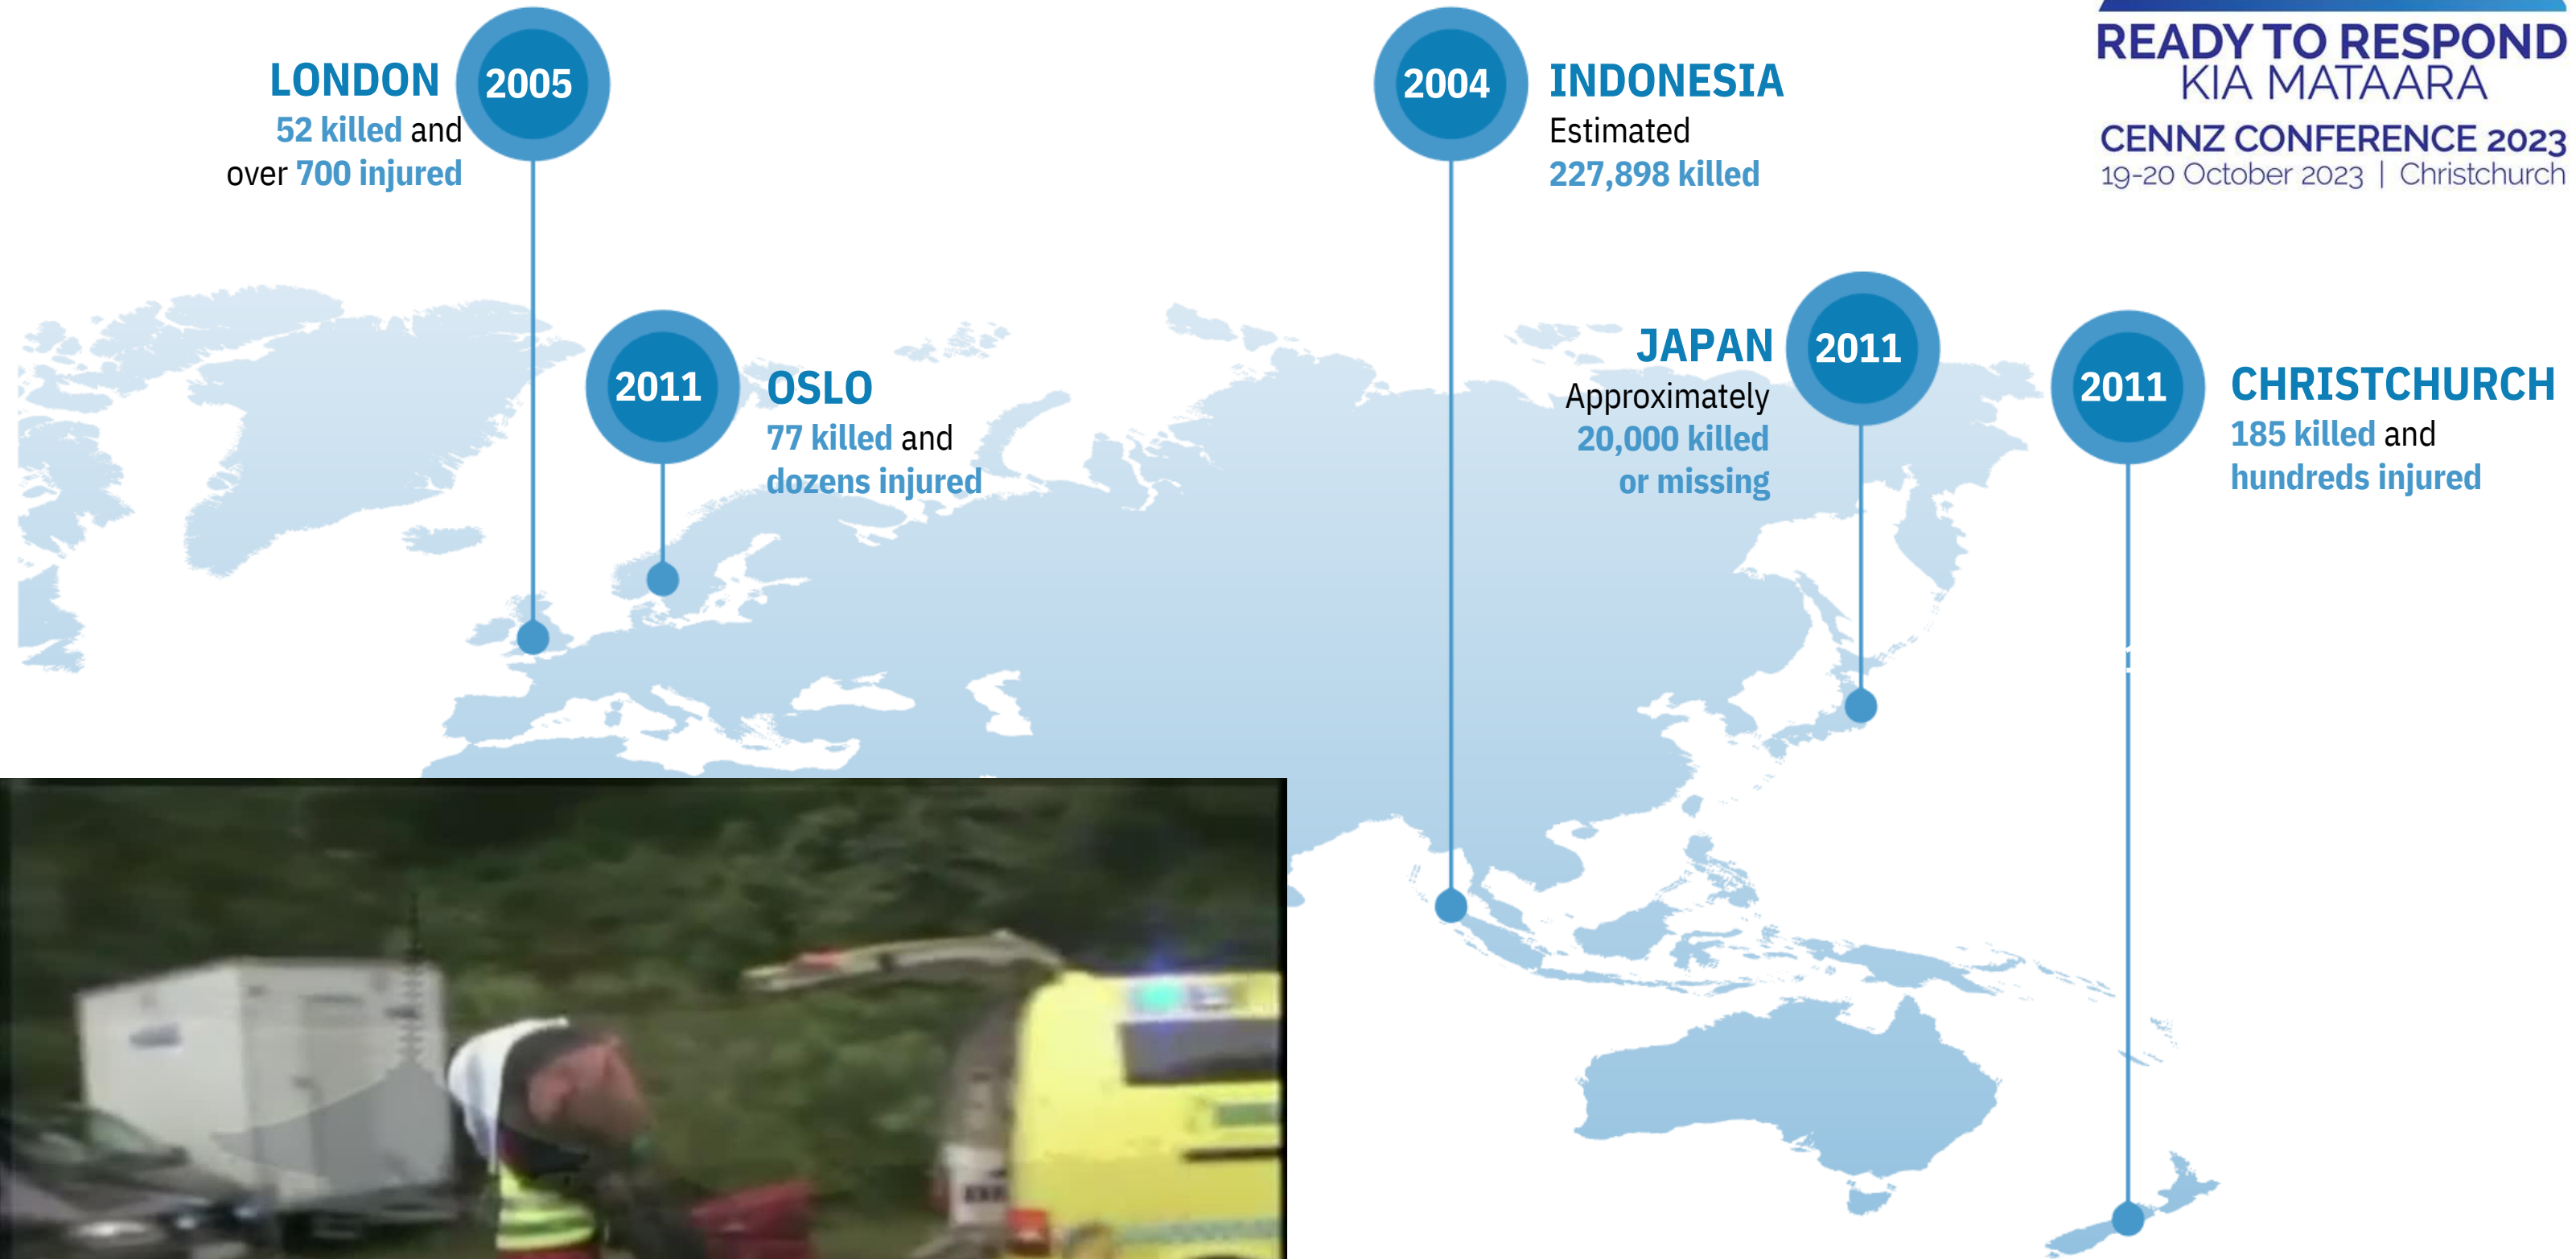 LONDON
2005
52 killed and
over 700 injured
2004
INDONESIA
Estimated
227,898 killed
READY TO RESPOND
KIA MATAARA
CENNZ CONFERENCE 2023
19-20 October 2023 | Christchurch
2011
OSLO
77 killed and
dozens injured
JAPAN
2011
Approximately
20,000 killed
or missing
2011
CHRISTCHURCH
185 killed and
hundreds injured